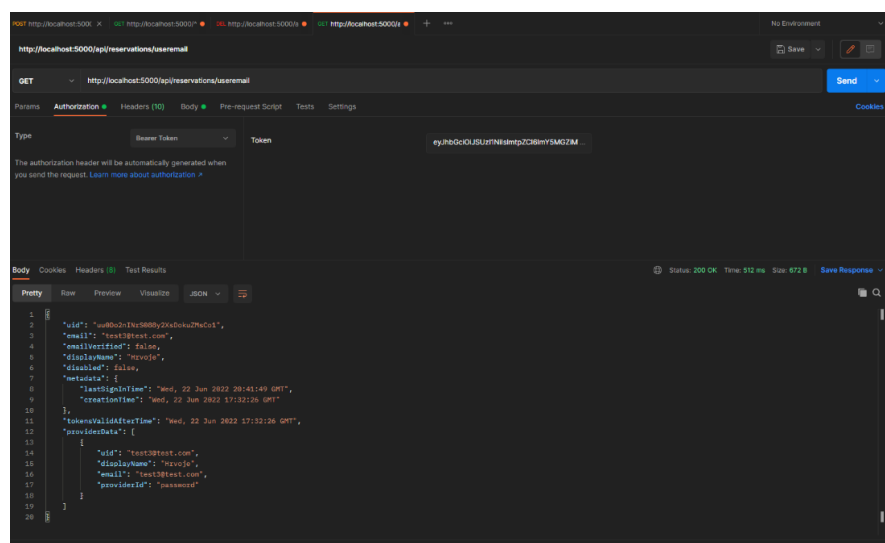 POST http://localhost:5000, GET http://localhost:5000/* DEL http://localhost:5000/a GET http://localhost:5000/a No Environment
http://localhost:5000/api/reservations/useremail Save
GET http://localhost:5000/api/reservations/useremail Send
Params Authorization Headers (10) Body Pre-request Script Tests Settings Cookies
Type Bearer Token Token
The authorization header will be automatically generated when
you send the request. Learn more about authorization
Body Cookies Headers (8) Test Results Status: 200 OK Time: 512 ms Size: 672 B Save Response
Pretty Raw Preview Visualize JSON
1 {
2 "uid":
3 "email": "test3@test.com",
4 "emailVerified": false,
5 "displayName": "Hrvoje",
6 "disabled": false,
7 "metadata": {
8 "lastSignInTime": "Wed, 22 Jun 2022 20:41:49 GMT",
9 "creationTime": "Wed, 22 Jun 2022 17:32:26 GMT"
10 },
11 "tokensValidAfterTime": "Wed, 22 Jun 2022 17:32:26 GMT",
12 "providerData": [
13 {
14 "uid": "test3@test.com",
15 "displayName": "Hrvoje",
16 "email": "test3@test.com",
17 "providerId": "password"
18 }
19 ]
20 }